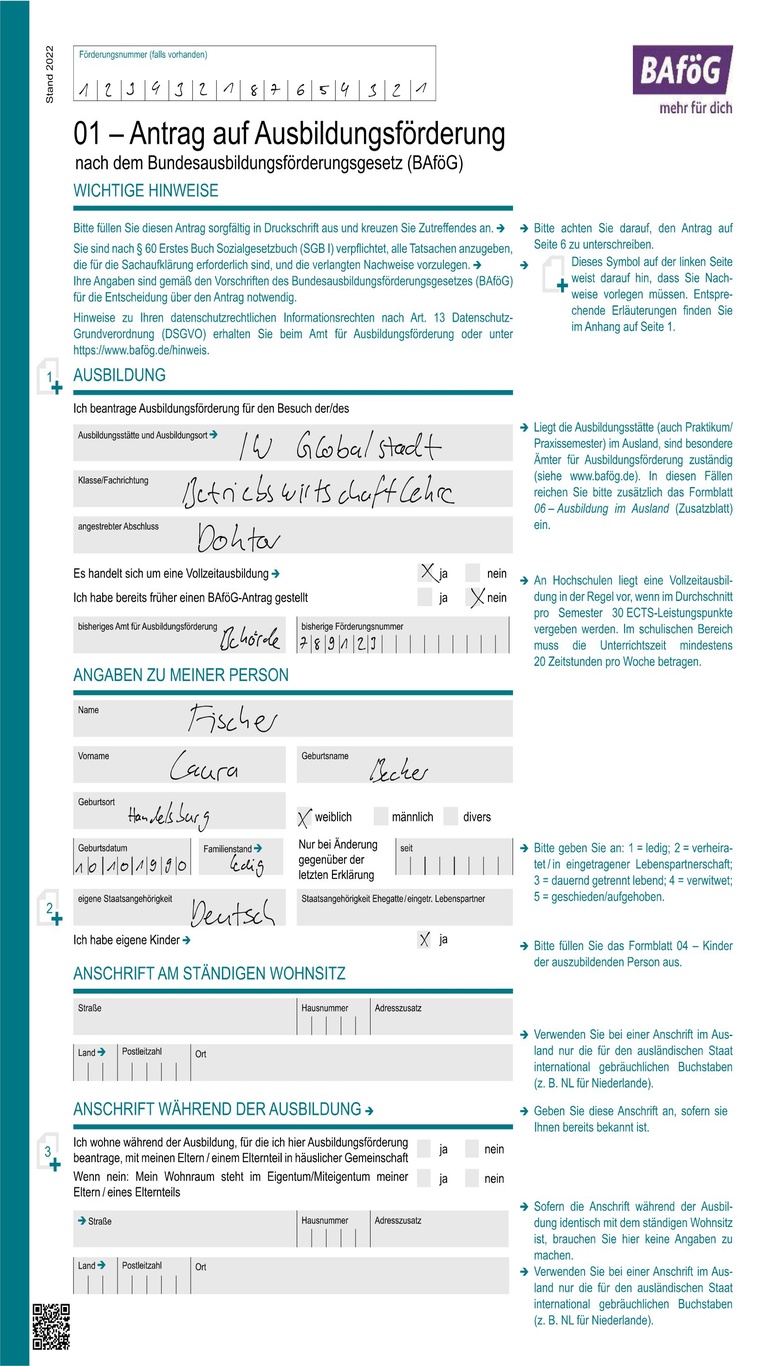 Stand 2022
Förderungsnummer (falls vorhanden)
1 2 3 4 3 2 1 8 7 6 5 4 3 2 1
BAföG
mehr für dich
01 – Antrag auf Ausbildungsförderung
nach dem Bundesausbildungsförderungsgesetz (BAföG)
WICHTIGE HINWEISE
Bitte füllen Sie diesen Antrag sorgfältig in Druckschrift aus und kreuzen Sie Zutreffendes an. ➔
Sie sind nach § 60 Erstes Buch Sozialgesetzbuch (SGB I) verpflichtet, alle Tatsachen anzugeben,
die für die Sachaufklärung erforderlich sind, und die verlangten Nachweise vorzulegen. ➔
Ihre Angaben sind gemäß den Vorschriften des Bundesausbildungsförderungsgesetzes (BAföG)
für die Entscheidung über den Antrag notwendig.
Hinweise zu Ihren datenschutzrechtlichen Informationsrechten nach Art. 13 Datenschutz-
Grundverordnung (DSGVO) erhalten Sie beim Amt für Ausbildungsförderung oder unter
https://www.bafög.de/hinweis.
➔ Bitte achten Sie darauf, den Antrag auf
Seite 6 zu unterschreiben.
➔ Dieses Symbol auf der linken Seite
weist darauf hin, dass Sie Nach-
weise vorlegen müssen. Entspre-
chende Erläuterungen finden Sie
im Anhang auf Seite 1.
1 AUSBILDUNG
Ich beantrage Ausbildungsförderung für den Besuch der/des
Ausbildungsstätte und Ausbildungsort ➔ IW Globalstadt
Klasse/Fachrichtung Betriebswirtschaftlehre
angestrebter Abschluss Doktor
Es handelt sich um eine Vollzeitausbildung ➔ X ja nein
Ich habe bereits früher einen BAföG-Antrag gestellt ja X nein
bisheriges Amt für Ausbildungsförderung Behörde bisherige Förderungsnummer 7 8 9 1 2 3
➔ Liegt die Ausbildungsstätte (auch Praktikum/
Praxissemester) im Ausland, sind besondere
Ämter für Ausbildungsförderung zuständig
(siehe www.bafög.de). In diesen Fällen
reichen Sie bitte zusätzlich das Formblatt
06 – Ausbildung im Ausland (Zusatzblatt)
ein.
➔ An Hochschulen liegt eine Vollzeitausbil-
dung in der Regel vor, wenn im Durchschnitt
pro Semester 30 ECTS-Leistungspunkte
vergeben werden. Im schulischen Bereich
muss die Unterrichtszeit mindestens
20 Zeitstunden pro Woche betragen.
ANGABEN ZU MEINER PERSON
Name Fischer
Vorname Laura Geburtsname Becker
Geburtsort Handelsburg X weiblich männlich divers
Geburtsdatum 1 0 1 0 1 9 9 0 Familienstand ➔ ledig Nur bei Änderung
gegenüber der
letzten Erklärung seit
➔ Bitte geben Sie an: 1 = ledig; 2 = verheira-
tet / in eingetragener Lebenspartnerschaft;
3 = dauernd getrennt lebend; 4 = verwitwet;
5 = geschieden/aufgehoben.
2 eigene Staatsangehörigkeit Deutsch Staatsangehörigkeit Ehegatte / eingetr. Lebenspartner
Ich habe eigene Kinder ➔ X ja
➔ Bitte füllen Sie das Formblatt 04 – Kinder
der auszubildenden Person aus.
ANSCHRIFT AM STÄNDIGEN WOHNSITZ
Straße Hausnummer Adresszusatz
Land ➔ Postleitzahl Ort
➔ Verwenden Sie bei einer Anschrift im Aus-
land nur die für den ausländischen Staat
international gebräuchlichen Buchstaben
(z. B. NL für Niederlande).
ANSCHRIFT WÄHREND DER AUSBILDUNG ➔
➔ Geben Sie diese Anschrift an, sofern sie
Ihnen bereits bekannt ist.
3 Ich wohne während der Ausbildung, für die ich hier Ausbildungsförderung
beantrage, mit meinen Eltern / einem Elternteil in häuslicher Gemeinschaft ja nein
Wenn nein: Mein Wohnraum steht im Eigentum/Miteigentum meiner
Eltern / eines Elternteils ja nein
➔ Straße Hausnummer Adresszusatz
Land ➔ Postleitzahl Ort
➔ Sofern die Anschrift während der Ausbil-
dung identisch mit dem ständigen Wohnsitz
ist, brauchen Sie hier keine Angaben zu
machen.
➔ Verwenden Sie bei einer Anschrift im Aus-
land nur die für den ausländischen Staat
international gebräuchlichen Buchstaben
(z. B. NL für Niederlande).